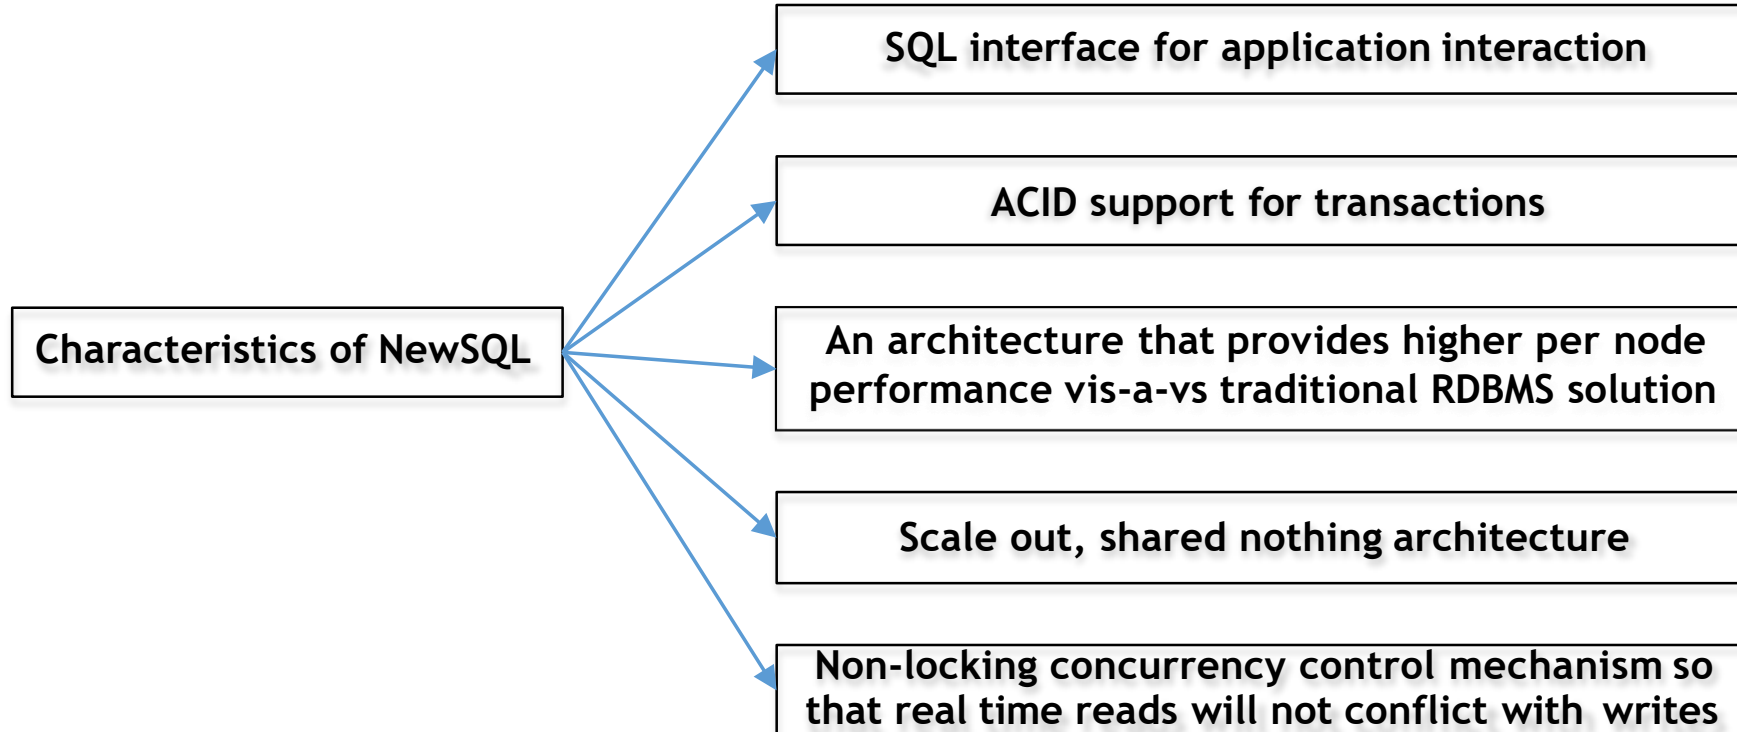 SQL interface for application interaction
ACID support for transactions
Characteristics of NewSQL
An architecture that provides higher per node
performance vis-a-vs traditional RDBMS solution
Scale out, shared nothing architecture
Non-locking concurrency control mechanism so
that real time reads will not conflict with writes